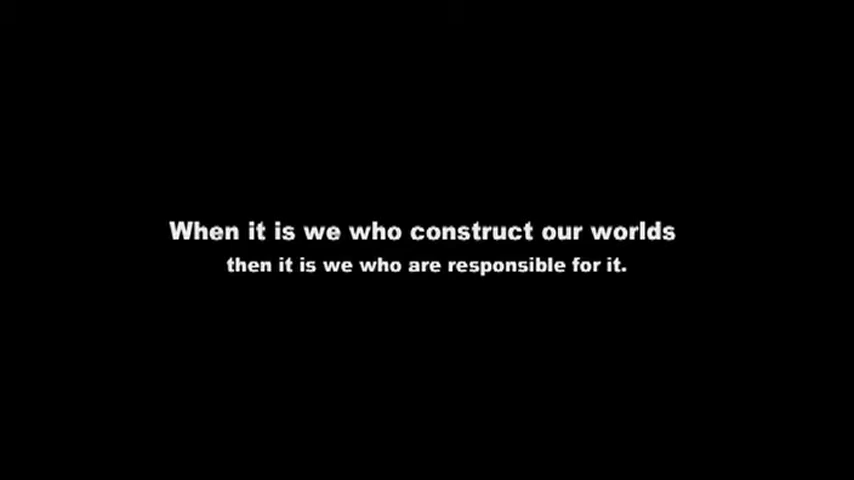 When it is we who construct our worlds
then it is we who are responsible for it.